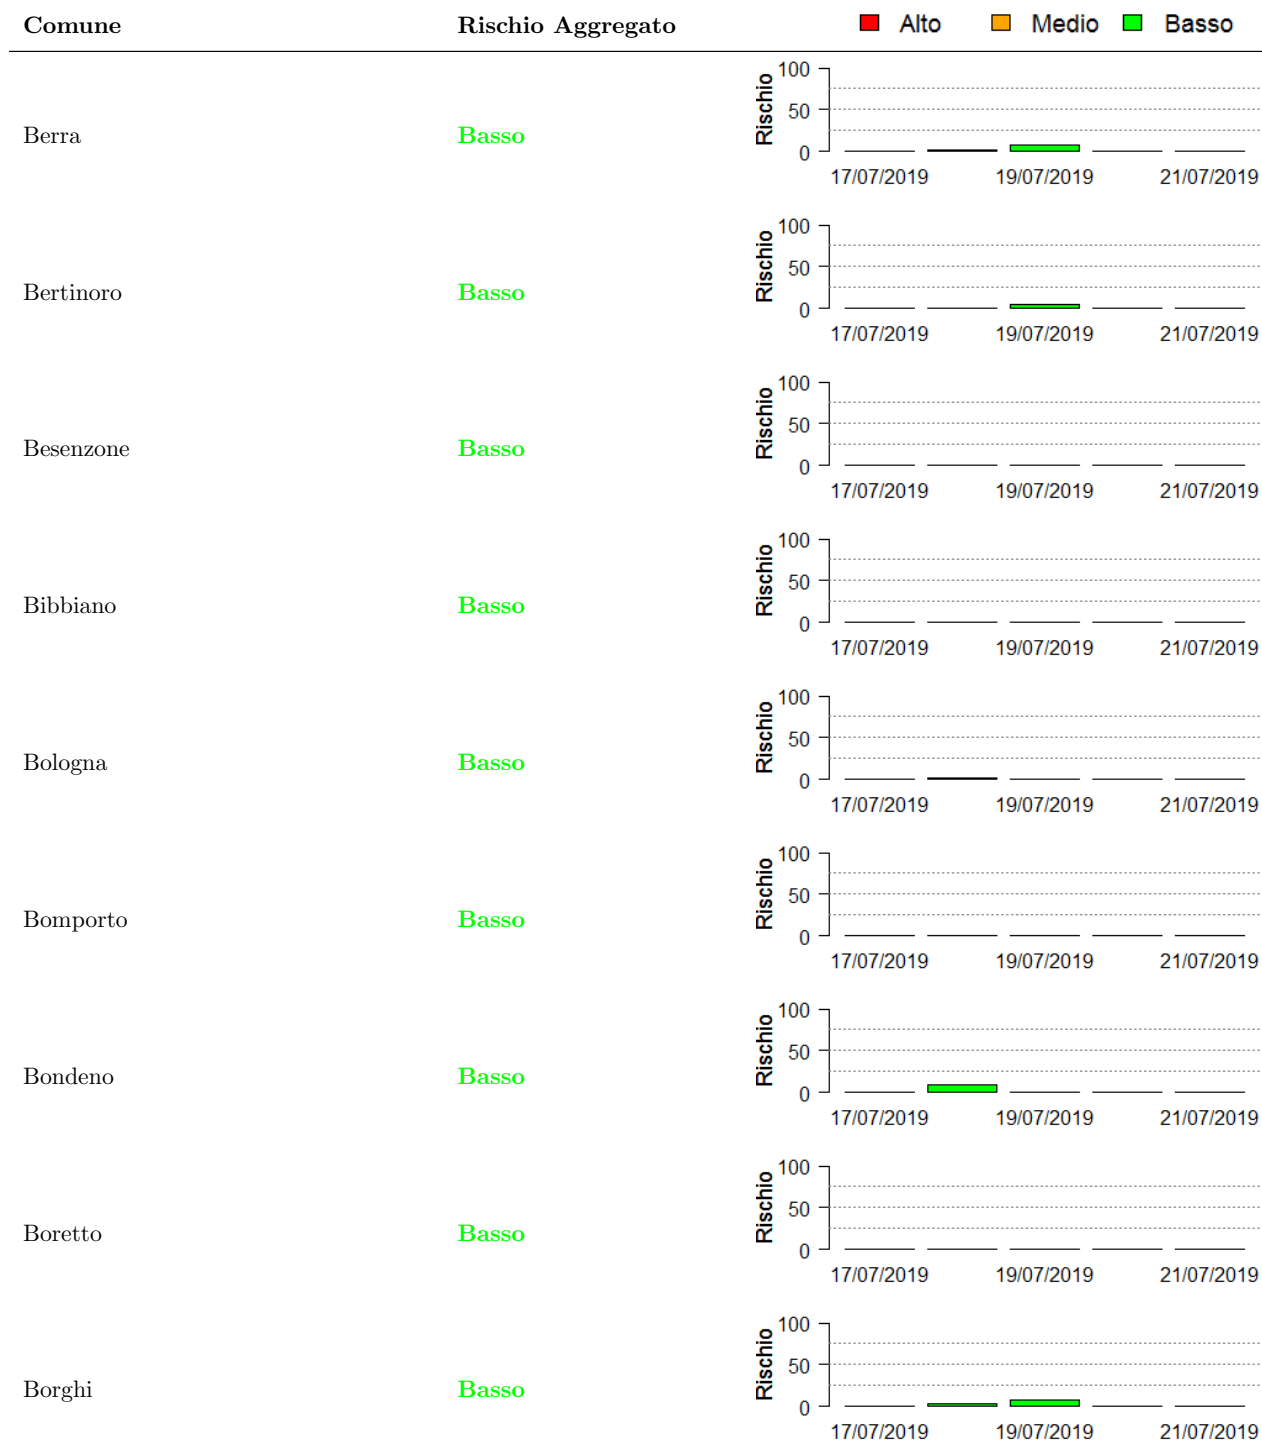 Comune Rischio Aggregato Alto Medio Basso
100
50
0
Rischio
Berra Basso
17/07/2019 19/07/2019 21/07/2019
100
50
0
Rischio
Bertinoro Basso
17/07/2019 19/07/2019 21/07/2019
100
50
0
Rischio
Besenzone Basso
17/07/2019 19/07/2019 21/07/2019
100
50
0
Rischio
Bibbiano Basso
17/07/2019 19/07/2019 21/07/2019
100
50
0
Rischio
Bologna Basso
17/07/2019 19/07/2019 21/07/2019
100
50
0
Rischio
Bomporto Basso
17/07/2019 19/07/2019 21/07/2019
100
50
0
Rischio
Bondeno Basso
17/07/2019 19/07/2019 21/07/2019
100
50
0
Rischio
Boretto Basso
17/07/2019 19/07/2019 21/07/2019
100
50
0
Rischio
Borghi Basso
17/07/2019 19/07/2019 21/07/2019